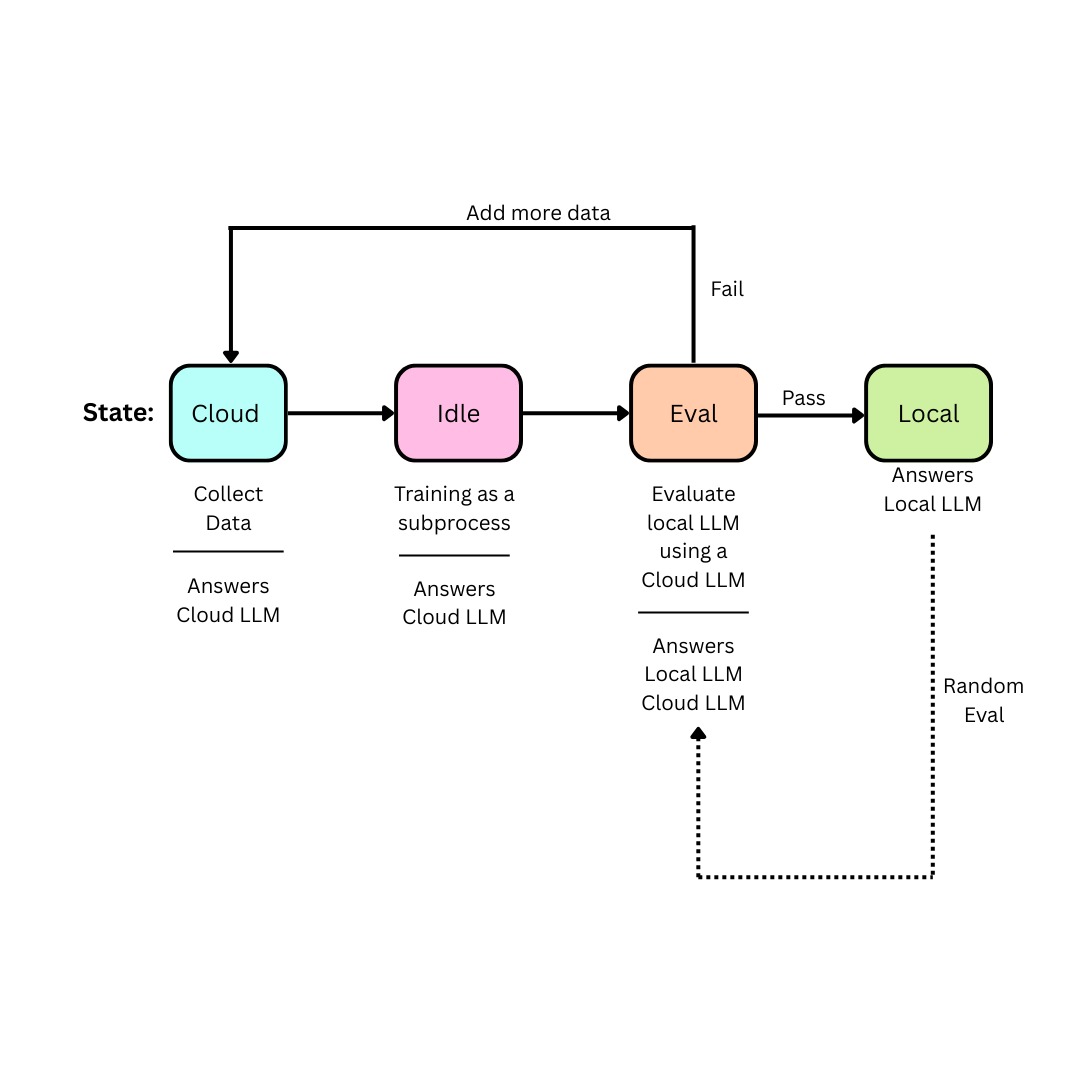 Add more data
Fail
State:
Cloud
Idle
Eval
Pass
Local
Collect
Data
Answers
Cloud LLM
Training as a
subprocess
Answers
Cloud LLM
Evaluate
local LLM
using a
Cloud LLM
Answers
Local LLM
Cloud LLM
Answers
Local LLM
Random
Eval